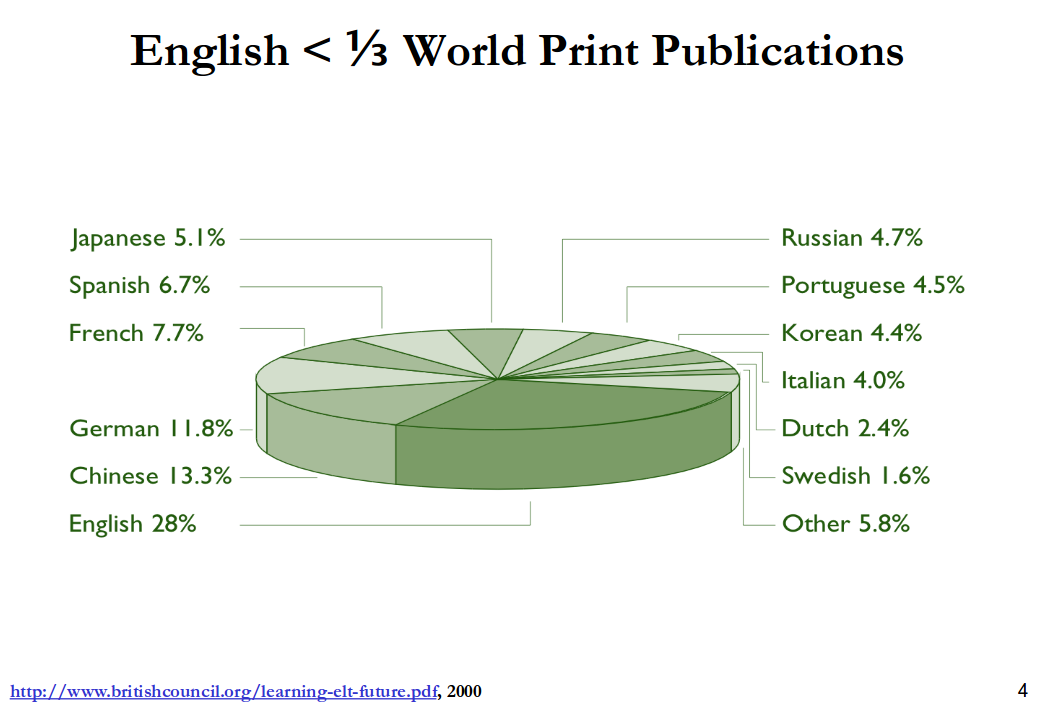 English < ⅓ World Print Publications
Japanese 5.1%
Spanish 6.7%
French 7.7%
German 11.8%
Chinese 13.3%
English 28%
Russian 4.7%
Portuguese 4.5%
Korean 4.4%
Italian 4.0%
Dutch 2.4%
Swedish 1.6%
Other 5.8%
http://www.britishcouncil.org/learning-elt-future.pdf, 2000
4